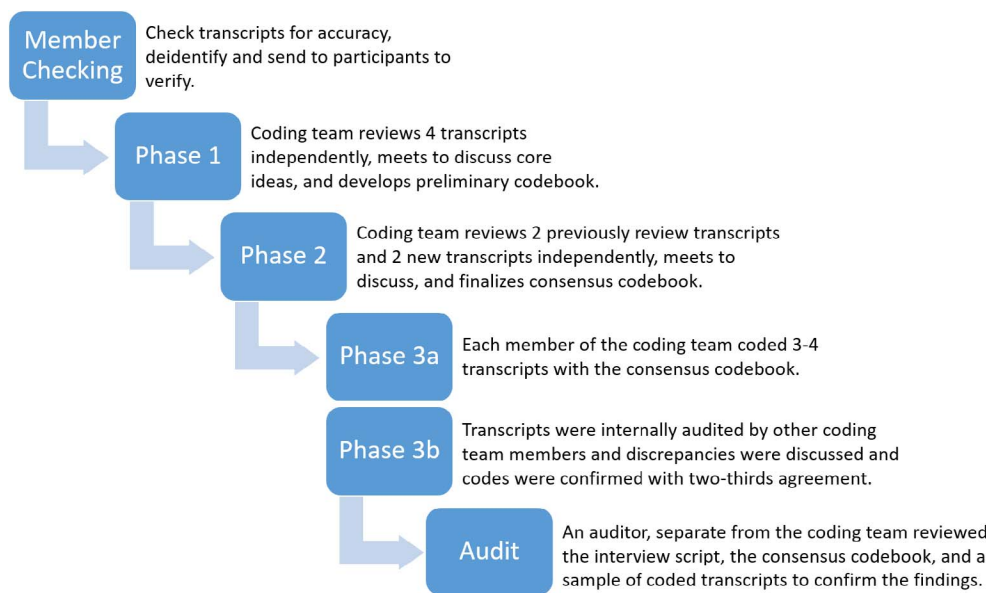 Member
Checking
Check transcripts for accuracy,
deidentify and send to participants to
verify.
Phase 1
Coding team reviews 4 transcripts
independently, meets to discuss core
ideas, and develops preliminary codebook.
Phase 2
Coding team reviews 2 previously review transcripts
and 2 new transcripts independently, meets to
discuss, and finalizes consensus codebook.
Phase 3a
Each member of the coding team coded 3-4
transcripts with the consensus codebook.
Phase 3b
Transcripts were internally audited by other coding
team members and discrepancies were discussed and
codes were confirmed with two-thirds agreement.
Audit
An auditor, separate from the coding team reviewed
the interview script, the consensus codebook, and a
sample of coded transcripts to confirm the findings.